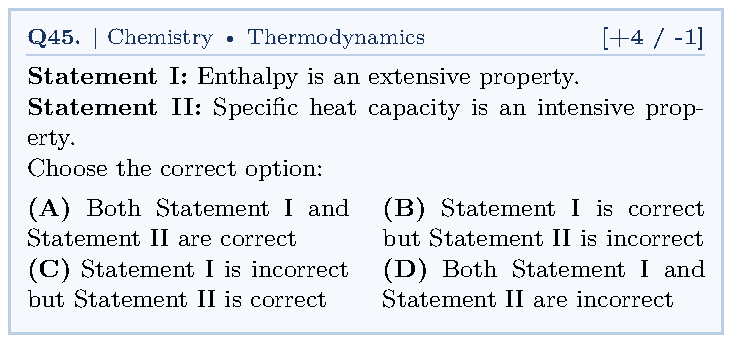 Q45. | Chemistry • Thermodynamics [+4 / -1]
Statement I: Enthalpy is an extensive property.
Statement II: Specific heat capacity is an intensive prop-
erty.
Choose the correct option:
(A) Both Statement I and
Statement II are correct
(B) Statement I is correct
but Statement II is incorrect
(C) Statement I is incorrect
but Statement II is correct
(D) Both Statement I and
Statement II are incorrect